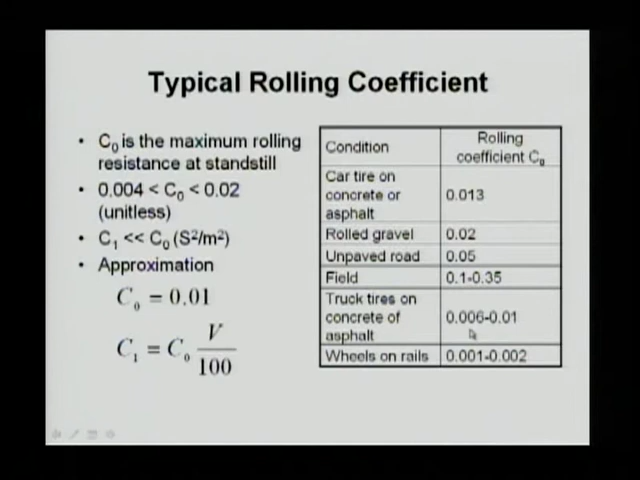 Typical Rolling Coefficient
• C₀ is the maximum rolling
resistance at standstill
• 0.004 < C₀ < 0.02
(unitless)
• C₁ << C₀ (S²/m²)
• Approximation
C₀ = 0.01
C₁ = C₀ V/100
Condition
Rolling
coefficient C₀
Car tire on
concrete or
asphalt
0.013
Rolled gravel 0.02
Unpaved road 0.05
Field 0.1-0.35
Truck tires on
concrete of
asphalt
0.006-0.01
Wheels on rails 0.001-0.002